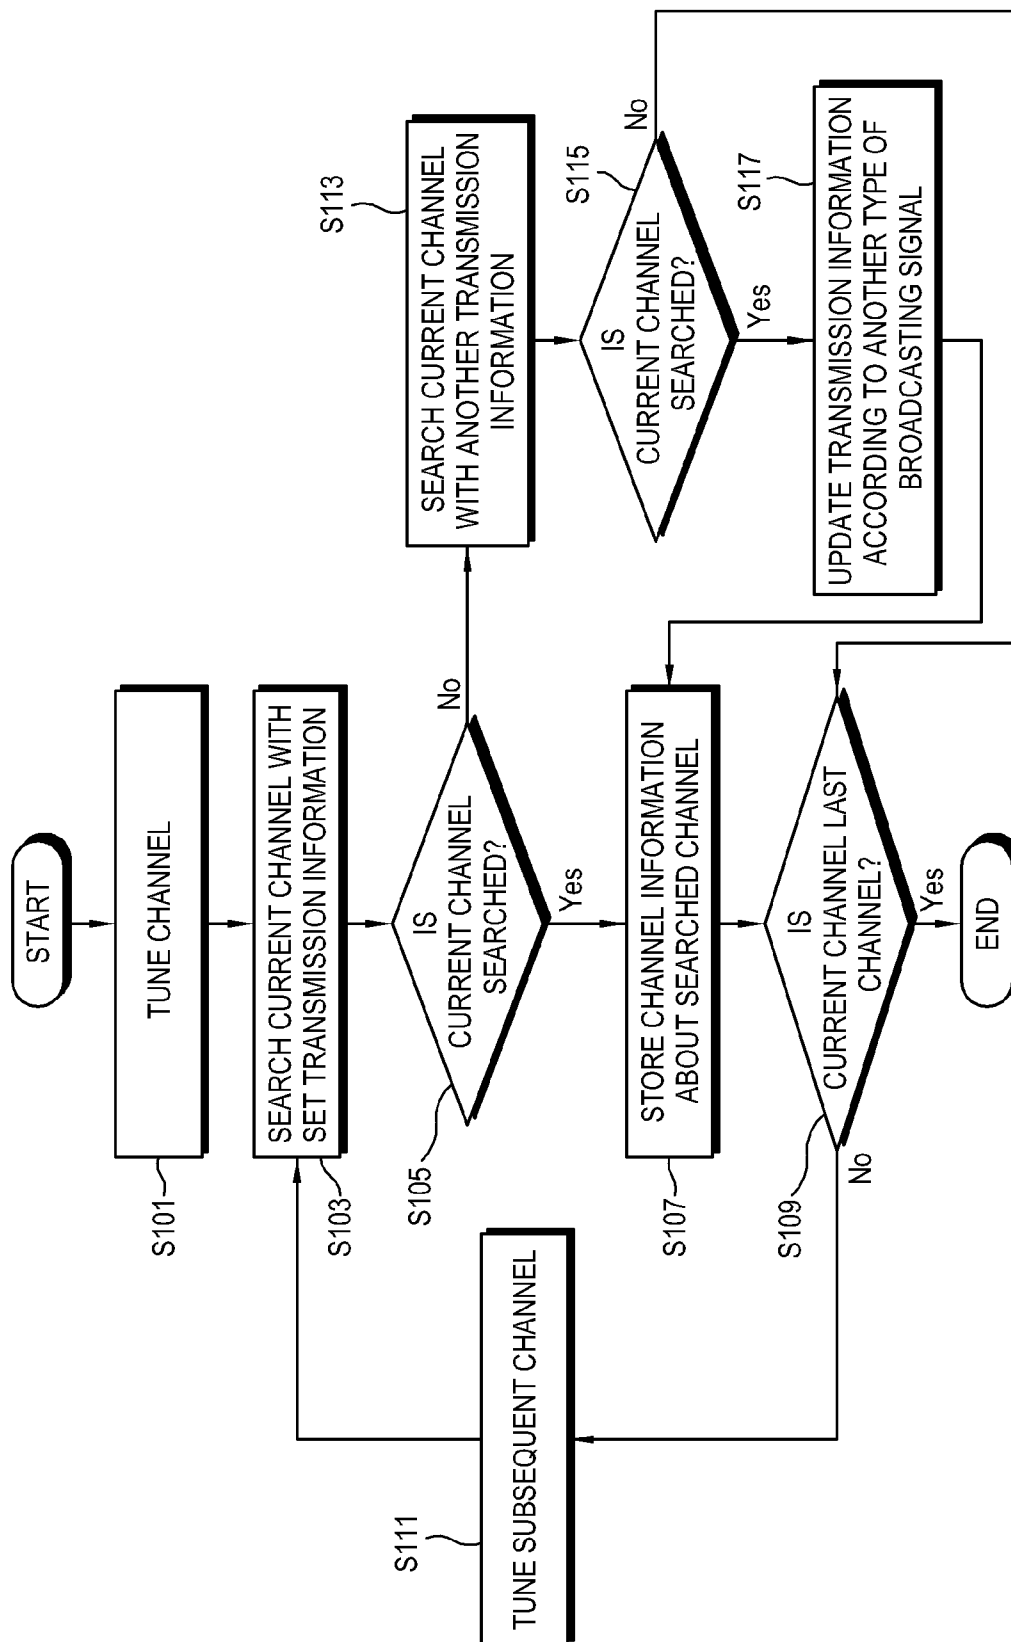 START
TUNE CHANNEL
S101
SEARCH CURRENT CHANNEL WITH
SET TRANSMISSION INFORMATION
S103
IS
CURRENT CHANNEL
SEARCHED?
S105
No
Yes
STORE CHANNEL INFORMATION
ABOUT SEARCHED CHANNEL
S107
IS
CURRENT CHANNEL LAST
CHANNEL?
S109
No
Yes
END
TUNE SUBSEQUENT CHANNEL
S111
SEARCH CURRENT CHANNEL
WITH ANOTHER TRANSMISSION
INFORMATION
S113
IS
CURRENT CHANNEL
SEARCHED?
S115
No
Yes
UPDATE TRANSMISSION INFORMATION
ACCORDING TO ANOTHER TYPE OF
BROADCASTING SIGNAL
S117